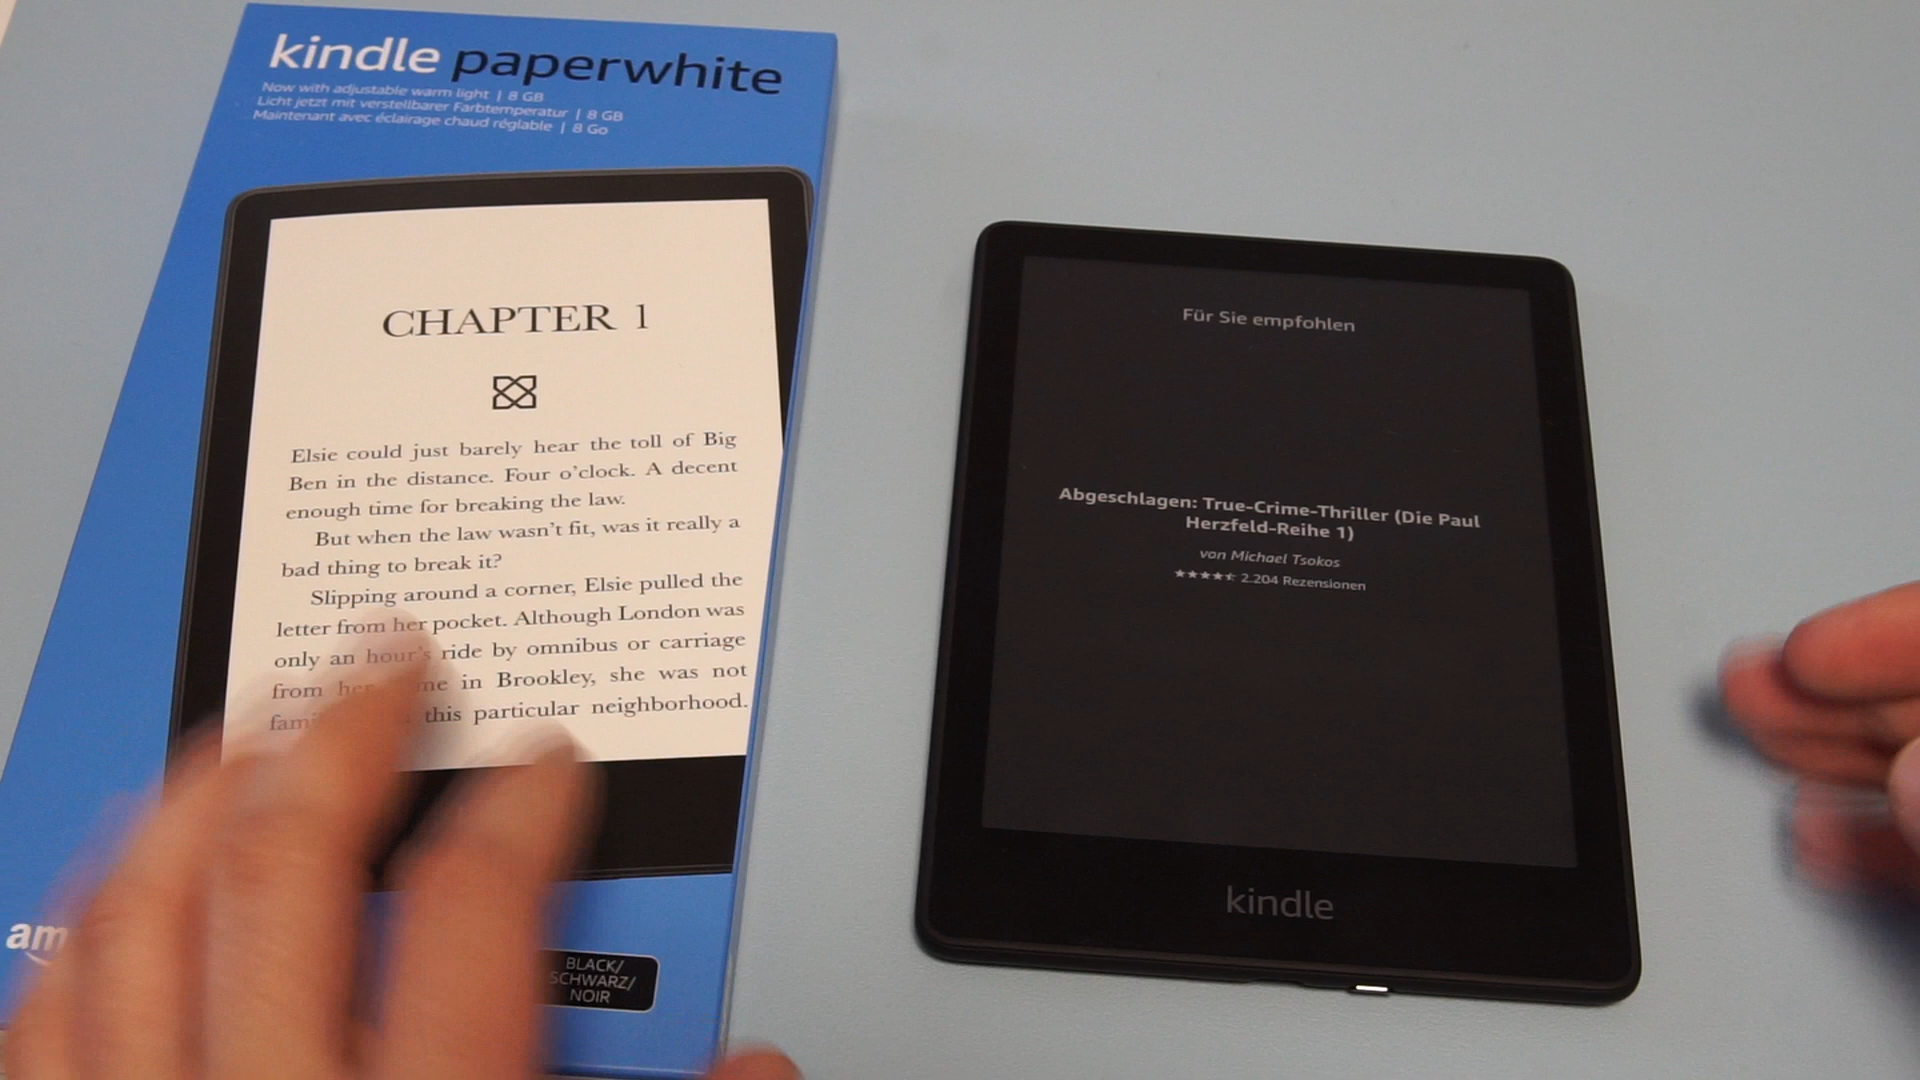 kindle paperwhite
Now with adjustable warm light | 8 GB
Licht jetzt mit verstellbarer Farbtemperatur | 8 GB
Maintenant avec éclairage chaud réglable | 8 Go
CHAPTER 1
Elsie could just barely hear the toll of Big
Ben in the distance. Four o'clock. A decent
enough time for breaking the law.
But when the law wasn't fit, was it really a
bad thing to break it?
Slipping around a corner, Elsie pulled the
letter from her pocket. Although London was
only an hour's ride by omnibus or carriage
from her in Brookley, she was not
this particular neighborhood.
BLACK/
SCHWARZ/
NOIR
Für Sie empfohlen
Abgeschlagen: True-Crime-Thriller (Die Paul
Herzfeld-Reihe 1)
von Michael Tsokos
2.204 Rezensionen
kindle